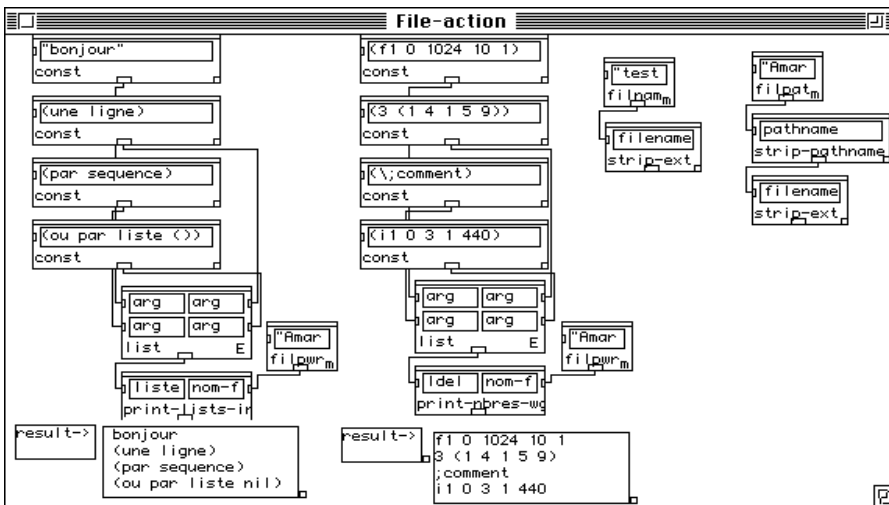 File-action
"bonjour"
const
(une ligne)
const
(par sequence)
const
(ou par liste ())
const
arg arg
arg arg
list E
"Amar
filpwr m
liste nom-f
print-lists-in
result->
bonjour
(une ligne)
(par sequence)
(ou par liste nil)
(f1 0 1024 10 1)
const
(3 (1 4 1 5 9))
const
(\;comment)
const
(i1 0 3 1 440)
const
arg arg
arg arg
list E
"Amar
filpwr m
ldel nom-f
print-nbres-wg
result->
f1 0 1024 10 1
3 (1 4 1 5 9)
;comment
i1 0 3 1 440
"test
filnam m
filename
strip-ext
"Amar
filpat m
pathname
strip-pathname
filename
strip-ext